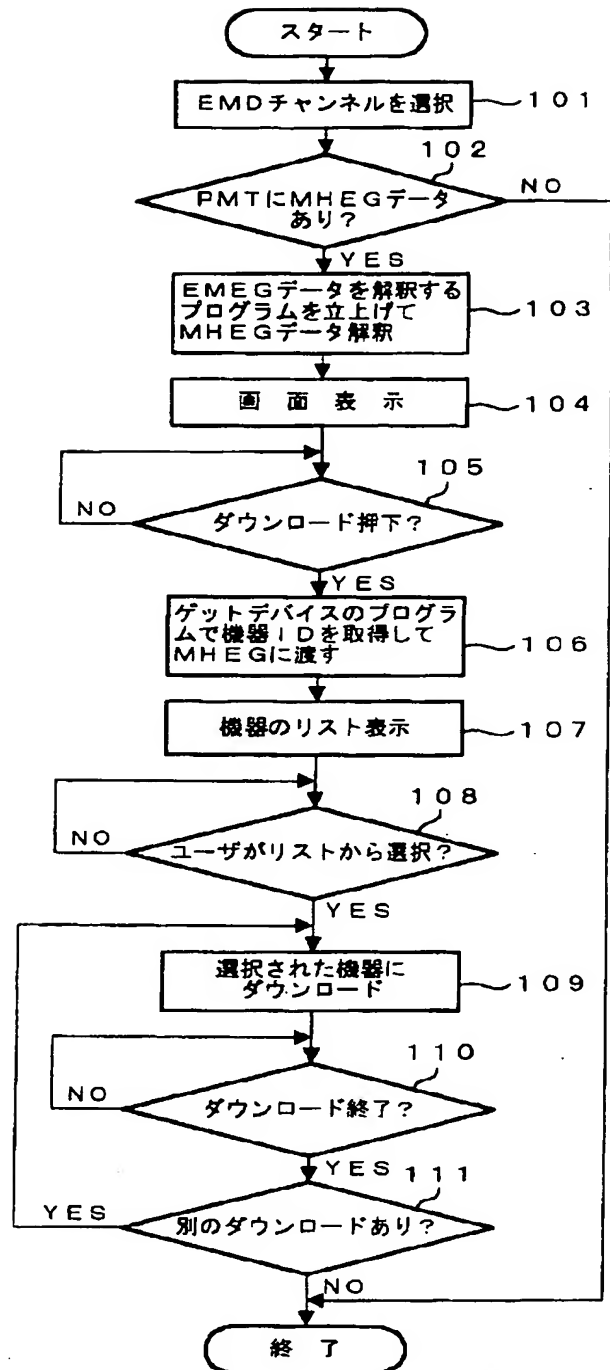 スタート
EMDチャンネルを選択
101
102
PMTにMHEGデータ
あり?
NO
YES
EMEGデータを解釈する
プログラムを立上げて
MHEGデータ解釈
103
画面表示
104
105
ダウンロード押下?
NO
YES
ゲットデバイスのプログラ
ムで機器IDを取得して
MHEGに渡す
106
機器のリスト表示
107
108
ユーザがリストから選択?
NO
YES
選択された機器に
ダウンロード
109
110
ダウンロード終了?
NO
YES
111
別のダウンロードあり?
YES
NO
終了